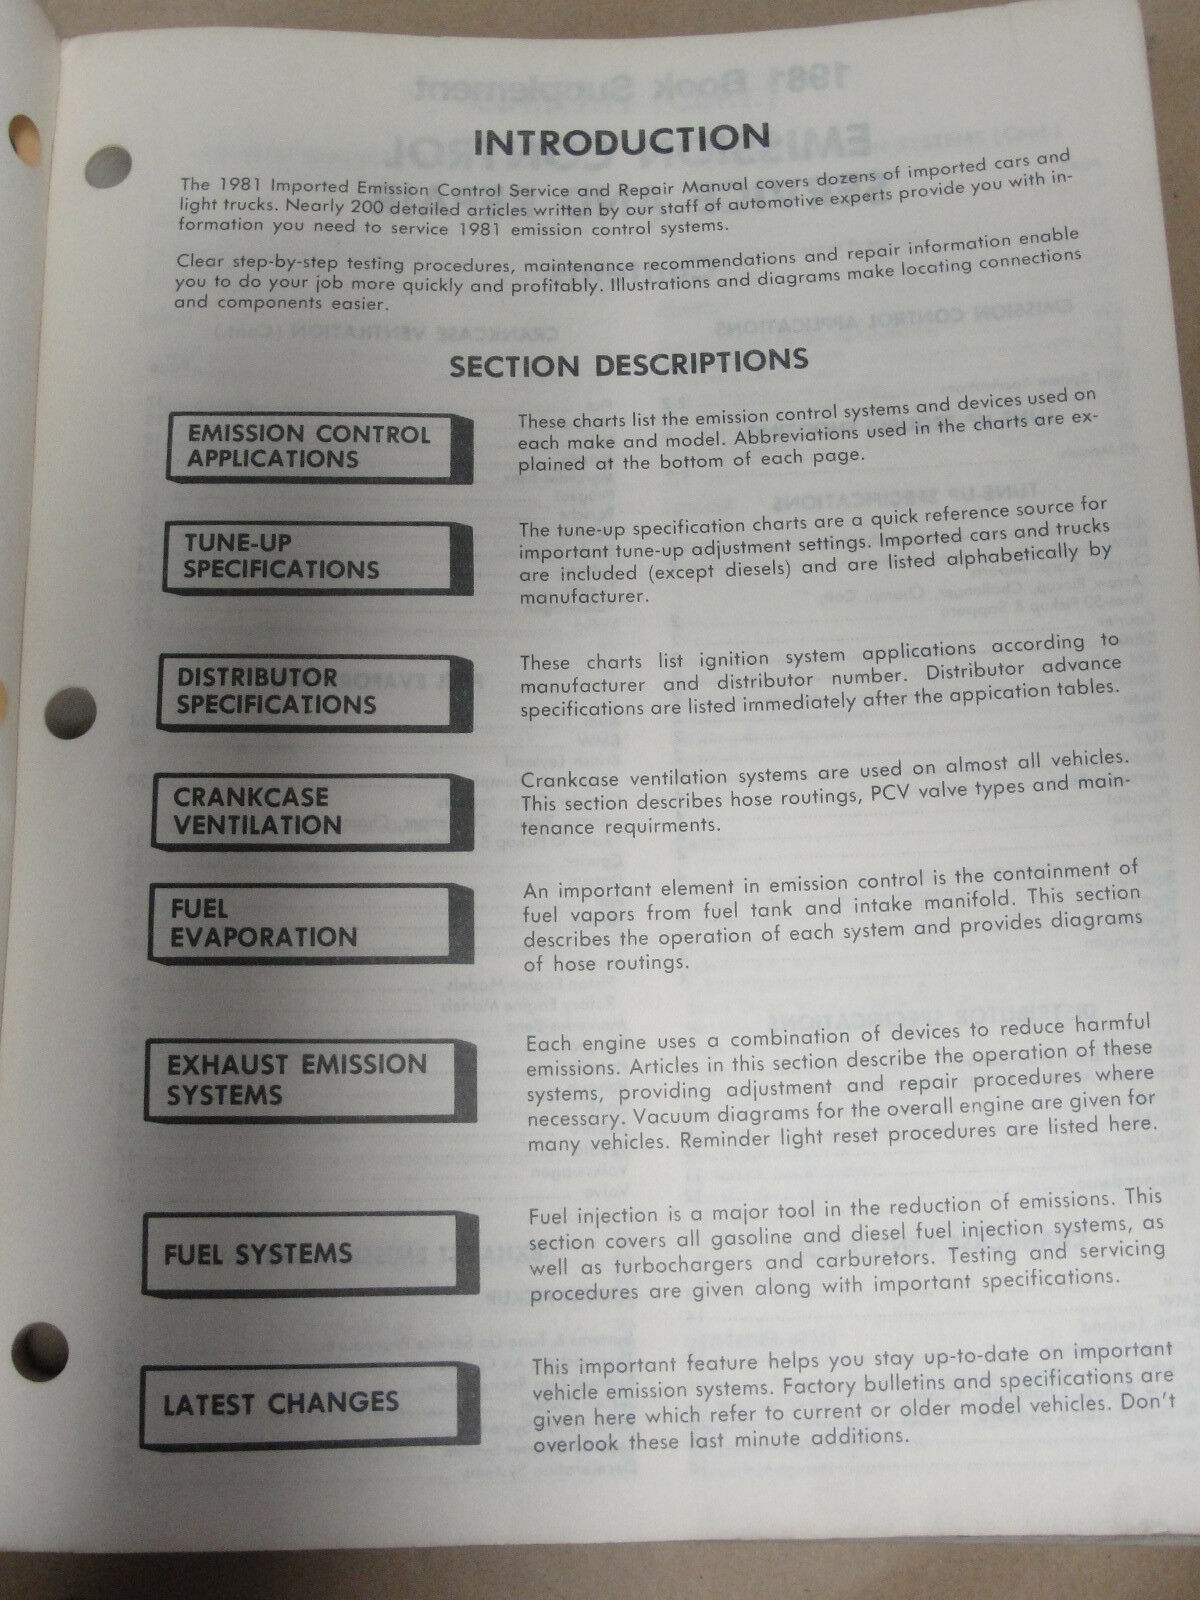 INTRODUCTION
The 1981 Imported Emission Control Service and Repair Manual covers dozens of imported cars and
light trucks. Nearly 200 detailed articles written by our staff of automotive experts provide you with in-
formation you need to service 1981 emission control systems.
Clear step-by-step testing procedures, maintenance recommendations and repair information enable
you to do your job more quickly and profitably. Illustrations and diagrams make locating connections
and components easier.
SECTION DESCRIPTIONS
EMISSION CONTROL
APPLICATIONS
These charts list the emission control systems and devices used on
each make and model. Abbreviations used in the charts are ex-
plained at the bottom of each page.
TUNE-UP
SPECIFICATIONS
The tune-up specification charts are a quick reference source for
important tune-up adjustment settings. Imported cars and trucks
are included (except diesels) and are listed alphabetically by
manufacturer.
DISTRIBUTOR
SPECIFICATIONS
These charts list ignition system applications according to
manufacturer and distributor number. Distributor advance
specifications are listed immediately after the appication tables.
CRANKCASE
VENTILATION
Crankcase ventilation systems are used on almost all vehicles.
This section describes hose routings, PCV valve types and main-
tenance requirments.
FUEL
EVAPORATION
An important element in emission control is the containment of
fuel vapors from fuel tank and intake manifold. This section
describes the operation of each system and provides diagrams
of hose routings.
EXHAUST EMISSION
SYSTEMS
Each engine uses a combination of devices to reduce harmful
emissions. Articles in this section describe the operation of these
systems, providing adjustment and repair procedures where
necessary. Vacuum diagrams for the overall engine are given for
many vehicles. Reminder light reset procedures are listed here.
FUEL SYSTEMS
Fuel injection is a major tool in the reduction of emissions. This
section covers all gasoline and diesel fuel injection systems, as
well as turbochargers and carburetors. Testing and servicing
procedures are given along with important specifications.
LATEST CHANGES
This important feature helps you stay up-to-date on important
vehicle emission systems. Factory bulletins and specifications are
given here which refer to current or older model vehicles. Don't
overlook these last minute additions.